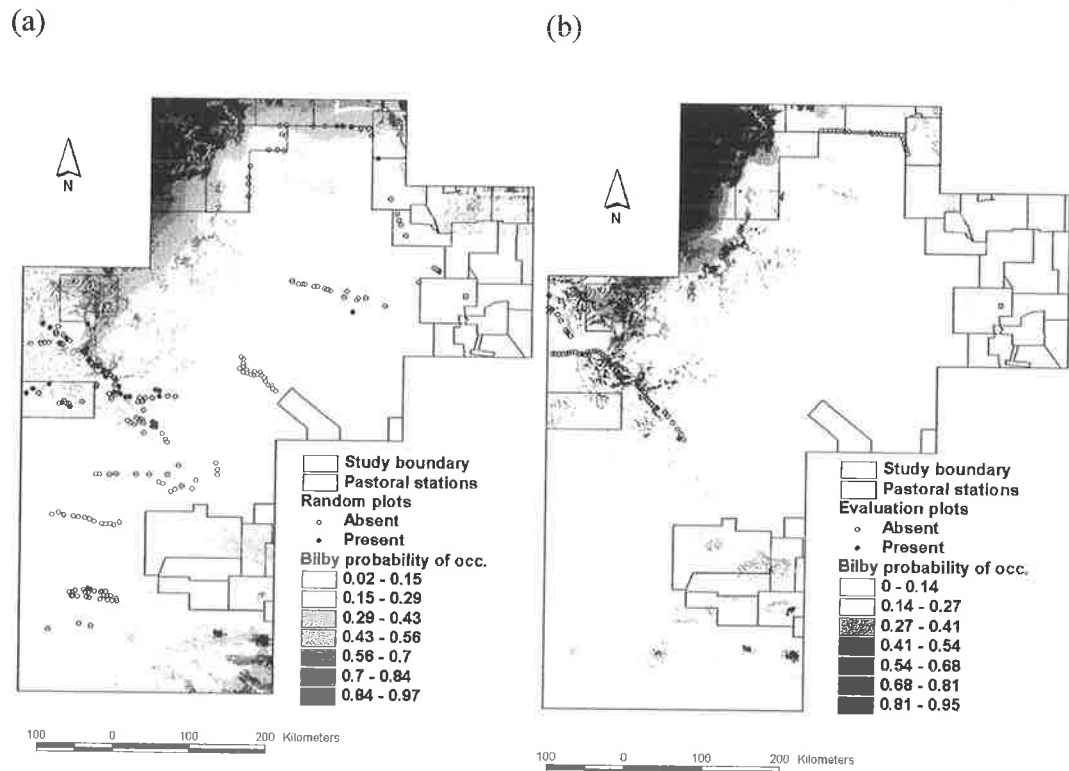 (a)
N
Study boundary
Pastoral stations
Random plots
Absent
Present
Bilby probability of occ.
0.02 - 0.15
0.15 - 0.29
0.29 - 0.43
0.43 - 0.56
0.56 - 0.7
0.7 - 0.84
0.84 - 0.97
100 0 100 200 Kilometers
(b)
N
Study boundary
Pastoral stations
Evaluation plots
Absent
Present
Bilby probability of occ.
0 - 0.14
0.14 - 0.27
0.27 - 0.41
0.41 - 0.54
0.54 - 0.68
0.68 - 0.81
0.81 - 0.95
100 0 100 200 Kilometers